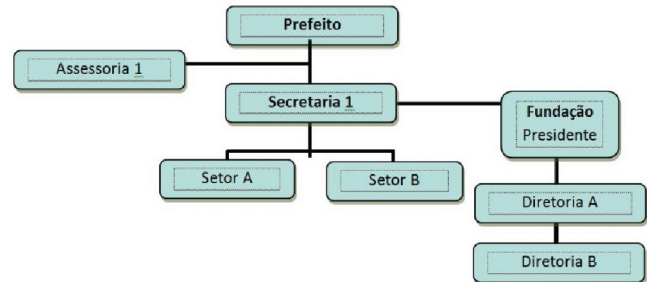 Prefeito
Assessoria 1
Secretaria 1
Fundação
Presidente
Setor A
Setor B
Diretoria A
Diretoria B